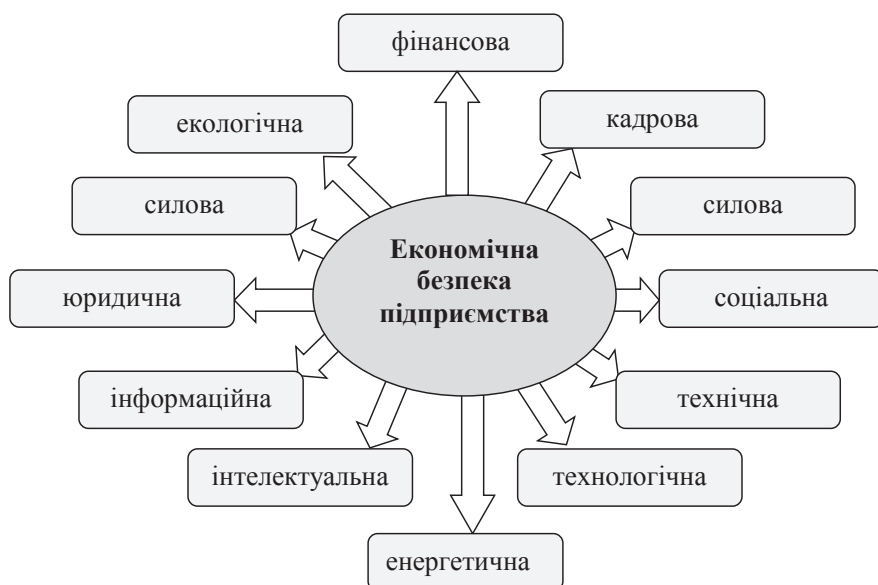 фінансова
екологічна
кадрова
силова
силова
Економічна
безпека
підприємства
юридична
соціальна
інформаційна
технічна
інтелектуальна
технологічна
енергетична